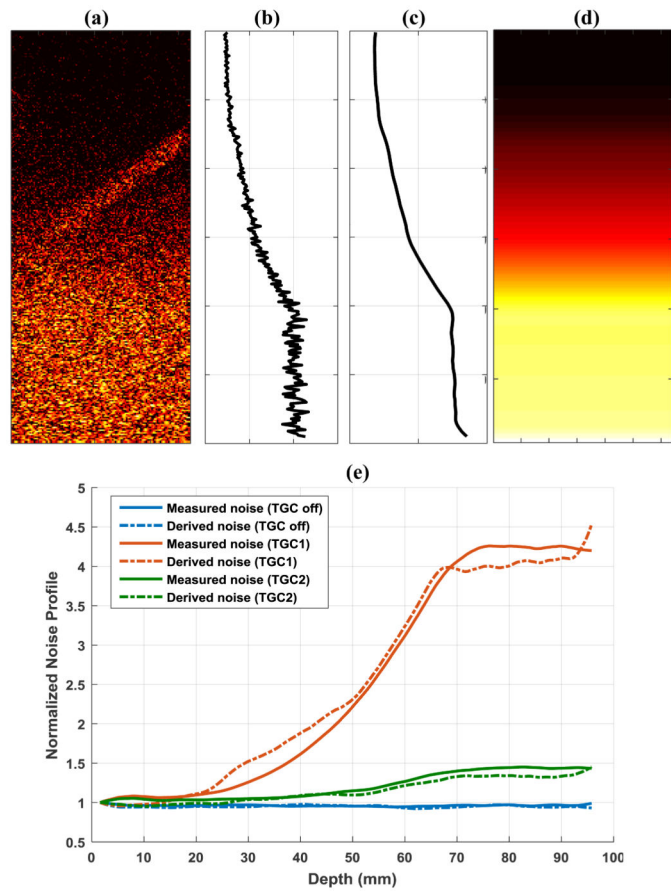 (a)
(b)
(c)
(d)
(e)
5
4.5
4
3.5
3
2.5
2
1.5
1
0.5
Normalized Noise Profile
Measured noise (TGC off)
Derived noise (TGC off)
Measured noise (TGC1)
Derived noise (TGC1)
Measured noise (TGC2)
Derived noise (TGC2)
0 10 20 30 40 50 60 70 80 90 100
Depth (mm)